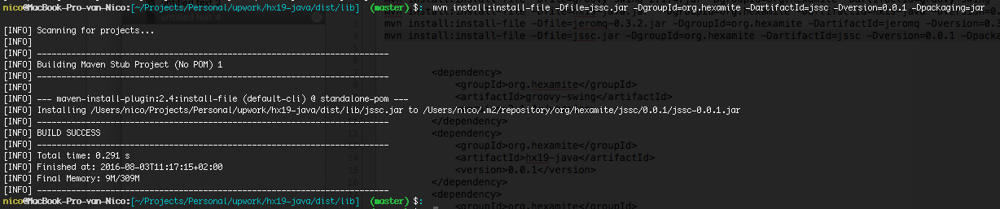 nico@MacBook-Pro-van-Nico:[~/Projects/Personal/upwork/hx19-java/dist/lib] (master) $: mvn install:install-file -Dfile=jssc.jar -DgroupId=org.hexamite -DartifactId=jssc -Dversion=0.0.1 -Dpackaging=jar
[INFO] Scanning for projects...
[INFO]
[INFO] ------------------------------------------------------------------------
[INFO] Building Maven Stub Project (No POM) 1
[INFO] ------------------------------------------------------------------------
[INFO]
[INFO] --- maven-install-plugin:2.4:install-file (default-cli) @ standalone-pom ---
[INFO] Installing /Users/nico/Projects/Personal/upwork/hx19-java/dist/lib/jssc.jar to /Users/nico/.m2/repository/org/hexamite/jssc/0.0.1/jssc-0.0.1.jar
[INFO] ------------------------------------------------------------------------
[INFO] BUILD SUCCESS
[INFO] ------------------------------------------------------------------------
[INFO] Total time: 0.291 s
[INFO] Finished at: 2016-08-03T11:17:15+02:00
[INFO] Final Memory: 9M/309M
[INFO] ------------------------------------------------------------------------
nico@MacBook-Pro-van-Nico:[~/Projects/Personal/upwork/hx19-java/dist/lib] (master) $:
untitled text 4
mvn install:install-file -Dfile=jeromq-0.3.2.jar -DgroupId=org.hexamite -DartifactId=jeromq -Dversion=0.3
mvn install:install-file -Dfile=jssc.jar -DgroupId=org.hexamite -DartifactId=jssc -Dversion=0.0.1 -Dpacka
<dependency>
<groupId>org.hexamite</groupId>
<artifactId>groovy-swing</artifactId>
</dependency>
<dependency>
<groupId>org.hexamite</groupId>
<artifactId>hx19-java</artifactId>
<version>0.0.1</version>
</dependency>
<dependency>
<groupId>org.hexamite</groupId>